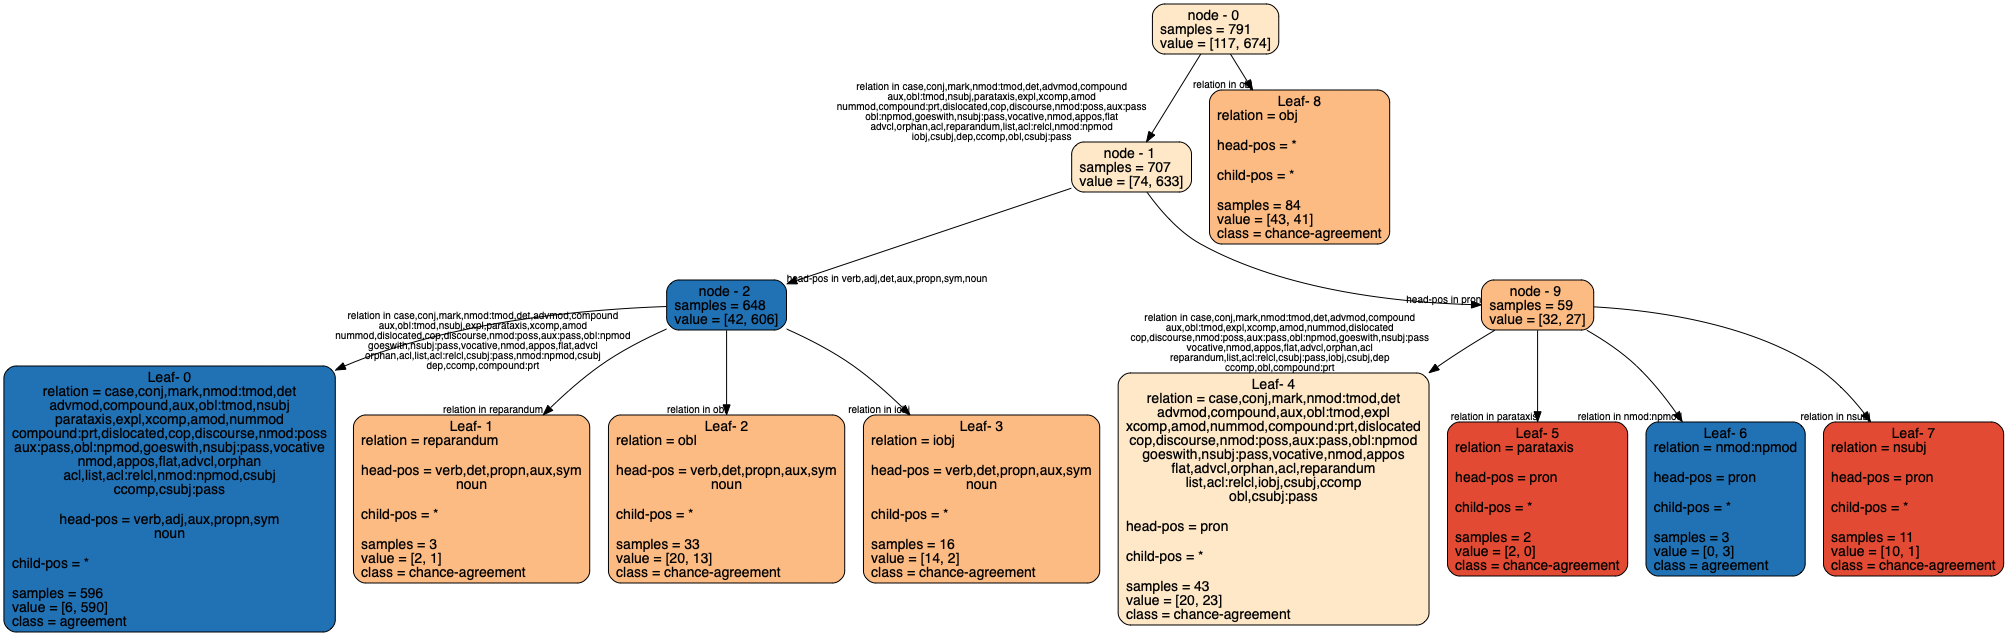 node - 0
samples = 791
value = [117, 674]
relation in case,conj,mark,nmod:tmod,det,advmod,compound
aux,obl:tmod,nsubj,parataxis,expl,xcomp,amod
nummod,compound:prt,dislocated,cop,discourse,nmod:poss,aux:pass
obl:npmod,goeswith,nsubj:pass,vocative,nmod,appos,flat
advcl,orphan,acl,reparandum,list,acl:relcl,nmod:npmod
iobj,csubj,dep,ccomp,obl,csubj:pass
relation in obj
Leaf- 8
relation = obj
head-pos = *
child-pos = *
samples = 84
value = [43, 41]
class = chance-agreement
node - 1
samples = 707
value = [74, 633]
head-pos in verb,adj,det,aux,propn,sym,noun
head-pos in pron
node - 2
samples = 648
value = [42, 606]
node - 9
samples = 59
value = [32, 27]
relation in case,conj,mark,nmod:tmod,det,advmod,compound
aux,obl:tmod,nsubj,expl,parataxis,xcomp,amod
nummod,dislocated,cop,discourse,nmod:poss,aux:pass,obl:npmod
goeswith,nsubj:pass,vocative,nmod,appos,flat,advcl
orphan,acl,list,acl:relcl,csubj:pass,nmod:npmod,csubj
dep,ccomp,compound:prt
relation in reparandum
relation in obl
relation in iobj
relation in case,conj,mark,nmod:tmod,det,advmod,compound
aux,obl:tmod,expl,xcomp,amod,nummod,dislocated
cop,discourse,nmod:poss,aux:pass,obl:npmod,goeswith,nsubj:pass
vocative,nmod,appos,flat,advcl,orphan,acl
reparandum,list,acl:relcl,csubj:pass,iobj,csubj,dep
ccomp,obl,compound:prt
relation in parataxis
relation in nmod:npmod
relation in nsubj
Leaf- 0
relation = case,conj,mark,nmod:tmod,det
advmod,compound,aux,obl:tmod,nsubj
parataxis,expl,xcomp,amod,nummod
compound:prt,dislocated,cop,discourse,nmod:poss
aux:pass,obl:npmod,goeswith,nsubj:pass,vocative
nmod,appos,flat,advcl,orphan
acl,list,acl:relcl,nmod:npmod,csubj
ccomp,csubj:pass
head-pos = verb,adj,aux,propn,sym
noun
child-pos = *
samples = 596
value = [6, 590]
class = agreement
Leaf- 1
relation = reparandum
head-pos = verb,det,propn,aux,sym
noun
child-pos = *
samples = 3
value = [2, 1]
class = chance-agreement
Leaf- 2
relation = obl
head-pos = verb,det,propn,aux,sym
noun
child-pos = *
samples = 33
value = [20, 13]
class = chance-agreement
Leaf- 3
relation = iobj
head-pos = verb,det,propn,aux,sym
noun
child-pos = *
samples = 16
value = [14, 2]
class = chance-agreement
Leaf- 4
relation = case,conj,mark,nmod:tmod,det
advmod,compound,aux,obl:tmod,expl
xcomp,amod,nummod,compound:prt,dislocated
cop,discourse,nmod:poss,aux:pass,obl:npmod
goeswith,nsubj:pass,vocative,nmod,appos
flat,advcl,orphan,acl,reparandum
list,acl:relcl,iobj,csubj,ccomp
obl,csubj:pass
head-pos = pron
child-pos = *
samples = 43
value = [20, 23]
class = chance-agreement
Leaf- 5
relation = parataxis
head-pos = pron
child-pos = *
samples = 2
value = [2, 0]
class = chance-agreement
Leaf- 6
relation = nmod:npmod
head-pos = pron
child-pos = *
samples = 3
value = [0, 3]
class = agreement
Leaf- 7
relation = nsubj
head-pos = pron
child-pos = *
samples = 11
value = [10, 1]
class = chance-agreement